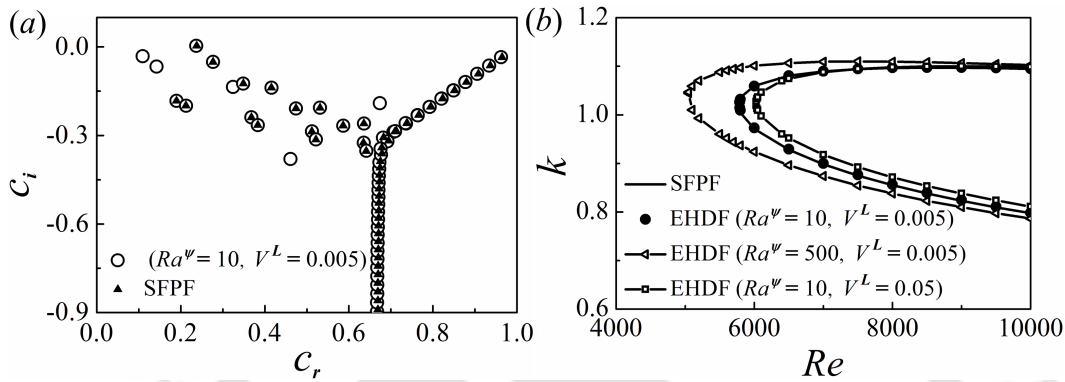 (a)
0.0
-0.3
-0.6
-0.9
c_i
(Ra^ψ = 10, V^L = 0.005)
SFPF
0.0 0.2 0.4 0.6 0.8 1.0
c_r
(b)
1.2
1.0
0.8
0.6
k
SFPF
EHDF (Ra^ψ = 10, V^L = 0.005)
EHDF (Ra^ψ = 500, V^L = 0.005)
EHDF (Ra^ψ = 10, V^L = 0.05)
4000 6000 8000 10000
Re